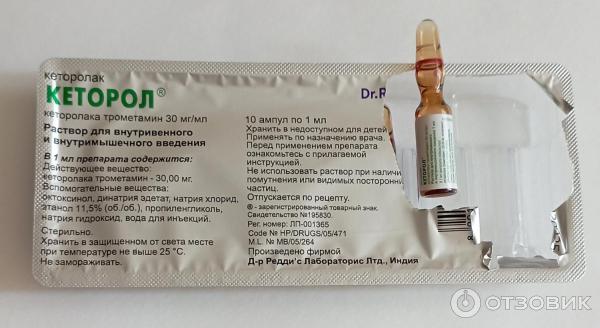 кеторолак
КЕТОРОЛ®
кеторолака трометамин 30 мг/мл
Раствор для внутривенного
и внутримышечного введения
В 1 мл препарата содержится:
Действующее вещество:
кеторолака трометамин - 30,00 мг.
Вспомогательные вещества:
октоксинол, динатрия эдетат, натрия хлорид,
этанол 11,5% (об./об.), пропиленгликоль,
натрия гидроксид, вода для инъекций.
Стерильно.
Хранить в защищенном от света месте
при температуре не выше 25 °С.
Не замораживать.
Dr.R
10 ампул по 1 мл
Хранить в недоступном для детей
Применять по назначению врача.
Перед применением препарата
ознакомьтесь с прилагаемой
инструкцией.
Не использовать раствор при наличи
помутнения или видимых посторонни
частиц.
Отпускается по рецепту.
® - зарегистрированный товарный знак.
Свидетельство №195830.
Рег. номер: ЛП-001365
Code № HP/DRUGS/05/471
M.L. № MB/05/264
Произведено фирмой
Д-р Редди'с Лабораторис Лтд., Индия
КЕТОРОЛ®
ОТЗОВИК